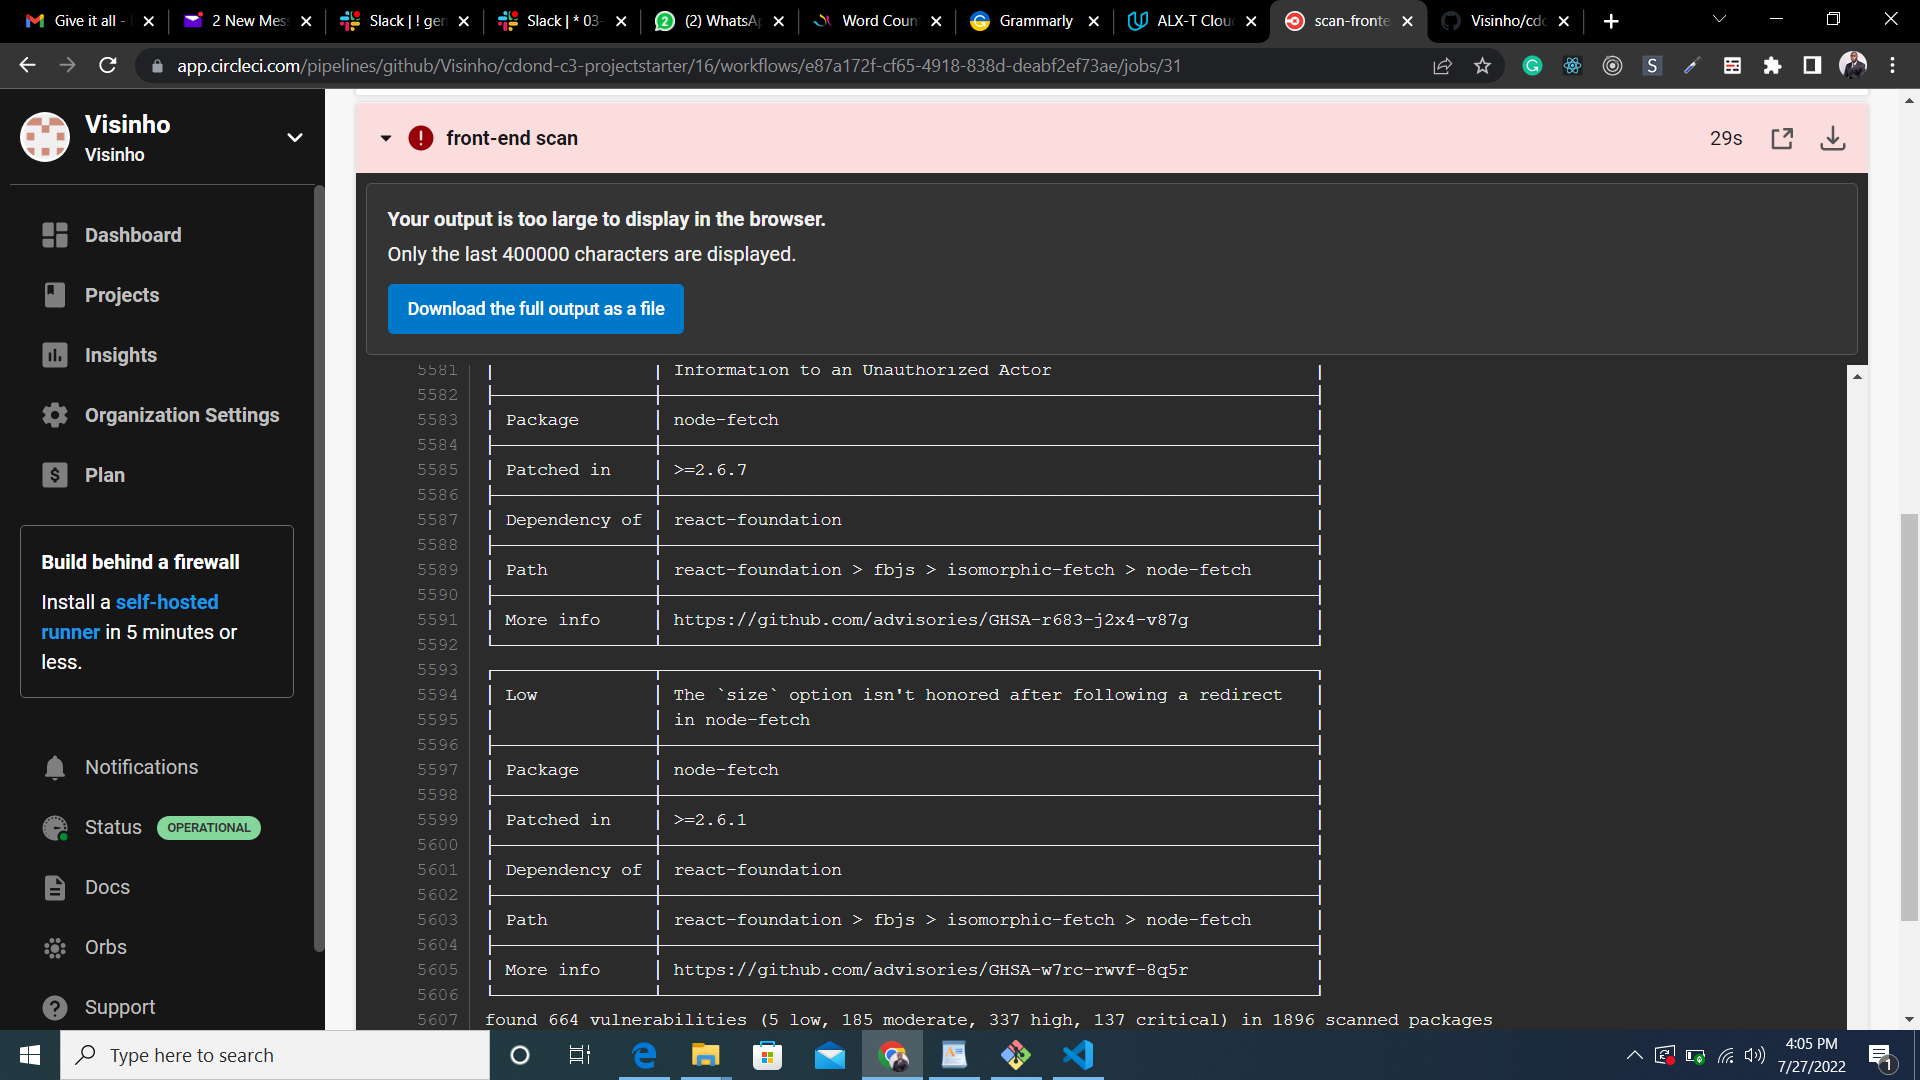 Give it all -
2 New Mes
Slack | ! gen
Slack | * 03-
(2) WhatsAp
Word Coun
Grammarly
ALX-T Clou
scan-fronte
Visinho/cdo
app.circleci.com/pipelines/github/Visinho/cdond-c3-projectstarter/16/workflows/e87a172f-cf65-4918-838d-deabf2ef73ae/jobs/31
Visinho
Visinho
Dashboard
Projects
Insights
Organization Settings
Plan
Build behind a firewall
Install a self-hosted
runner in 5 minutes or
less.
Notifications
Status OPERATIONAL
Docs
Orbs
Support
front-end scan 29s
Your output is too large to display in the browser.
Only the last 400000 characters are displayed.
Download the full output as a file
5581 Information to an Unauthorized Actor
5582
5583 Package node-fetch
5584
5585 Patched in >=2.6.7
5586
5587 Dependency of react-foundation
5588
5589 Path react-foundation > fbjs > isomorphic-fetch > node-fetch
5590
5591 More info https://github.com/advisories/GHSA-r683-j2x4-v87g
5592
5593
5594 Low The `size` option isn't honored after following a redirect
5595 in node-fetch
5596
5597 Package node-fetch
5598
5599 Patched in >=2.6.1
5600
5601 Dependency of react-foundation
5602
5603 Path react-foundation > fbjs > isomorphic-fetch > node-fetch
5604
5605 More info https://github.com/advisories/GHSA-w7rc-rwvf-8q5r
5606
5607 found 664 vulnerabilities (5 low, 185 moderate, 337 high, 137 critical) in 1896 scanned packages
Type here to search
4:05 PM
7/27/2022
1